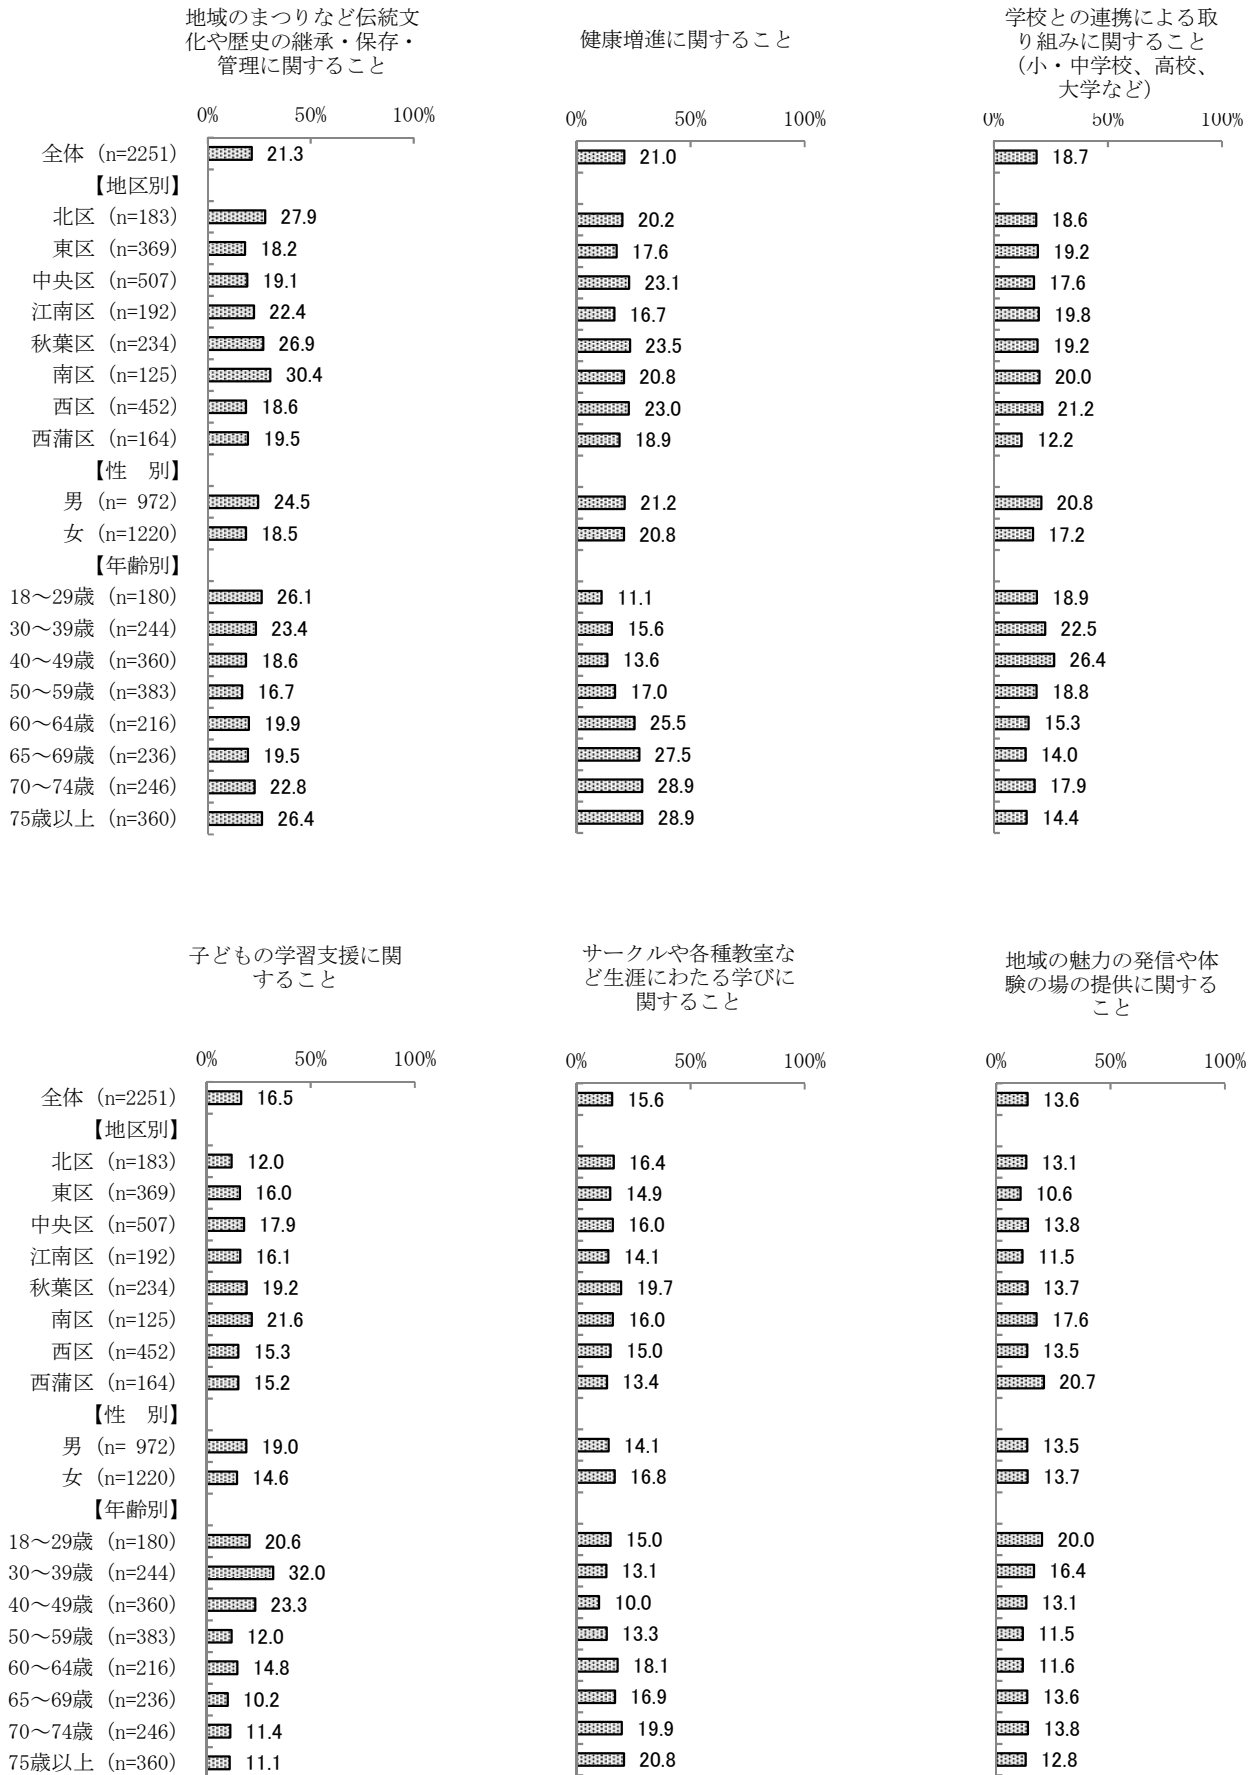 地域のまつりなど伝統文
化や歴史の継承・保存・
管理に関すること
0% 50% 100%
全体 (n=2251) 21.3
【地区別】
北区 (n=183) 27.9
東区 (n=369) 18.2
中央区 (n=507) 19.1
江南区 (n=192) 22.4
秋葉区 (n=234) 26.9
南区 (n=125) 30.4
西区 (n=452) 18.6
西蒲区 (n=164) 19.5
【性　別】
男 (n= 972) 24.5
女 (n=1220) 18.5
【年齢別】
18～29歳 (n=180) 26.1
30～39歳 (n=244) 23.4
40～49歳 (n=360) 18.6
50～59歳 (n=383) 16.7
60～64歳 (n=216) 19.9
65～69歳 (n=236) 19.5
70～74歳 (n=246) 22.8
75歳以上 (n=360) 26.4
健康増進に関すること
0% 50% 100%
21.0
20.2
17.6
23.1
16.7
23.5
20.8
23.0
18.9
21.2
20.8
11.1
15.6
13.6
17.0
25.5
27.5
28.9
28.9
学校との連携による取
り組みに関すること
（小・中学校、高校、
大学など）
0% 50% 100%
18.7
18.6
19.2
17.6
19.8
19.2
20.0
21.2
12.2
20.8
17.2
18.9
22.5
26.4
18.8
15.3
14.0
17.9
14.4
子どもの学習支援に関
すること
0% 50% 100%
全体 (n=2251) 16.5
【地区別】
北区 (n=183) 12.0
東区 (n=369) 16.0
中央区 (n=507) 17.9
江南区 (n=192) 16.1
秋葉区 (n=234) 19.2
南区 (n=125) 21.6
西区 (n=452) 15.3
西蒲区 (n=164) 15.2
【性　別】
男 (n= 972) 19.0
女 (n=1220) 14.6
【年齢別】
18～29歳 (n=180) 20.6
30～39歳 (n=244) 32.0
40～49歳 (n=360) 23.3
50～59歳 (n=383) 12.0
60～64歳 (n=216) 14.8
65～69歳 (n=236) 10.2
70～74歳 (n=246) 11.4
75歳以上 (n=360) 11.1
サークルや各種教室な
ど生涯にわたる学びに
関すること
0% 50% 100%
15.6
16.4
14.9
16.0
14.1
19.7
16.0
15.0
13.4
14.1
16.8
15.0
13.1
10.0
13.3
18.1
16.9
19.9
20.8
地域の魅力の発信や体
験の場の提供に関する
こと
0% 50% 100%
13.6
13.1
10.6
13.8
11.5
13.7
17.6
13.5
20.7
13.5
13.7
20.0
16.4
13.1
11.5
11.6
13.6
13.8
12.8